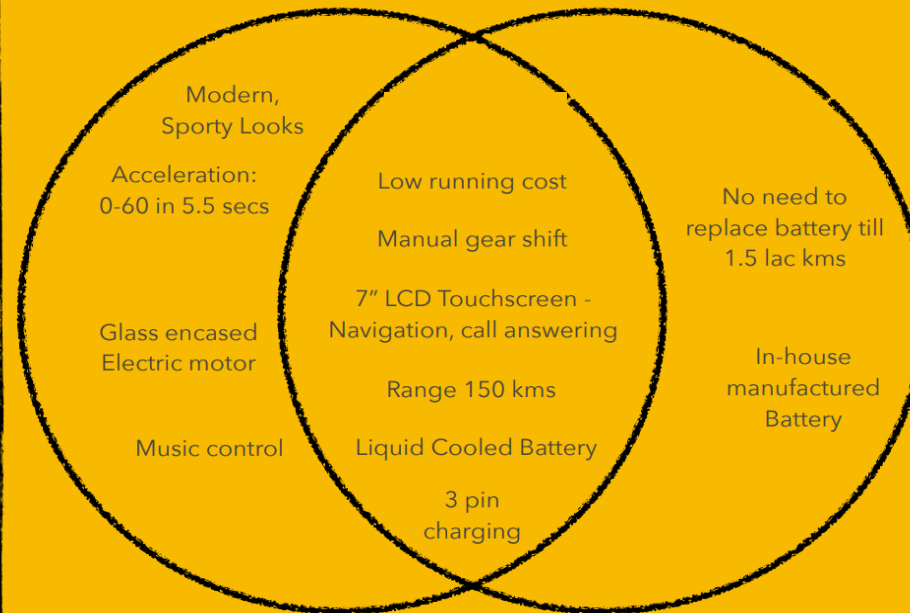 Modern,
Sporty Looks
Acceleration:
0-60 in 5.5 secs
Glass encased
Electric motor
Music control
Low running cost
Manual gear shift
7” LCD Touchscreen -
Navigation, call answering
Range 150 kms
Liquid Cooled Battery
3 pin
charging
No need to
replace battery till
1.5 lac kms
In-house
manufactured
Battery